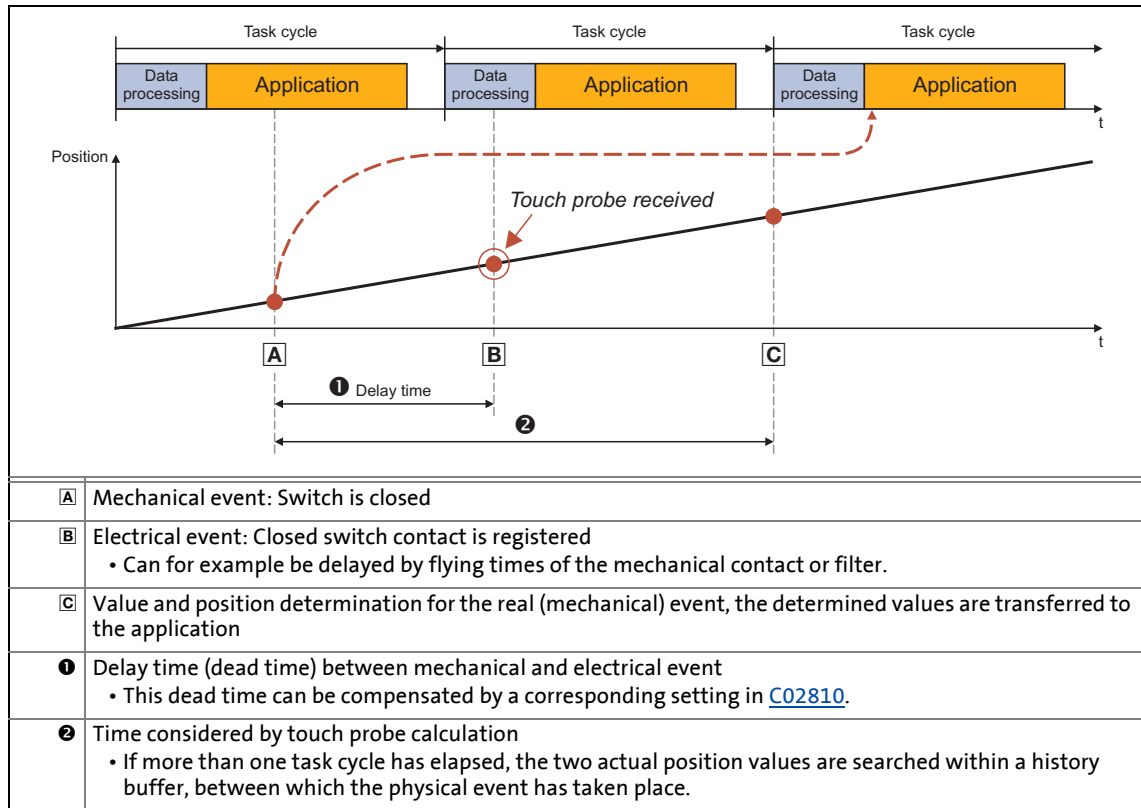 Task cycle Task cycle Task cycle
Data processing Application Data processing Application Data processing Application
t
Position
Touch probe received
t
A B C
❶ Delay time
❷
A Mechanical event: Switch is closed
B Electrical event: Closed switch contact is registered
• Can for example be delayed by flying times of the mechanical contact or filter.
C Value and position determination for the real (mechanical) event, the determined values are transferred to
the application
❶ Delay time (dead time) between mechanical and electrical event
• This dead time can be compensated by a corresponding setting in C02810.
❷ Time considered by touch probe calculation
• If more than one task cycle has elapsed, the two actual position values are searched within a history
buffer, between which the physical event has taken place.